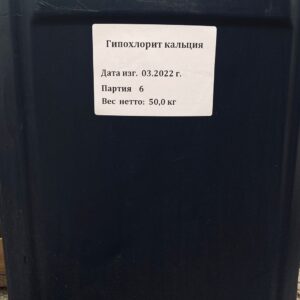 Гипохлорит кальция
Дата изг. 03.2022 г.
Партия 6
Вес нетто: 50,0 кг